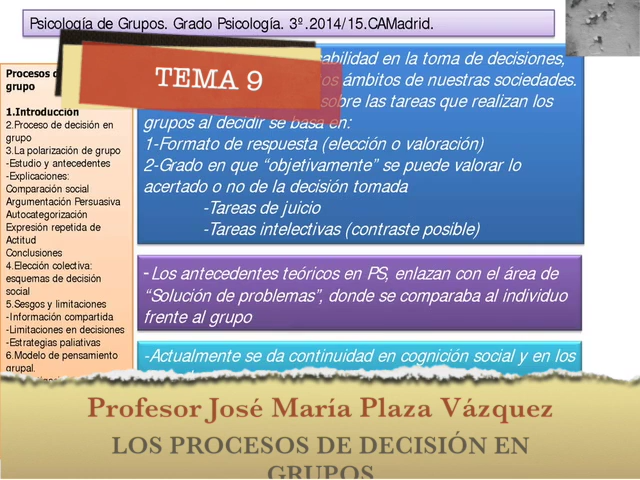 Psicología de Grupos. Grado Psicología. 3º.2014/15.CAMadrid.
TEMA 9
Procesos d
grupo
1.Introducción
2.Proceso de decisión en
grupo
3.La polarización de grupo
-Estudio y antecedentes
-Explicaciones:
Comparación social
Argumentación Persuasiva
Autocategorización
Expresión repetida de
Actitud
Conclusiones
4.Elección colectiva:
esquemas de decisión
social
5.Sesgos y limitaciones
-Información compartida
-Limitaciones en decisiones
-Estrategias paliativas
6.Modelo de pensamiento
grupal.
abilidad en la toma de decisiones,
os ámbitos de nuestras sociedades.
sobre las tareas que realizan los
grupos al decidir se basa en:
1-Formato de respuesta (elección o valoración)
2-Grado en que “objetivamente” se puede valorar lo
acertado o no de la decisión tomada
-Tareas de juicio
-Tareas intelectivas (contraste posible)
-Los antecedentes teóricos en PS, enlazan con el área de
“Solución de problemas”, donde se comparaba al individuo
frente al grupo
-Actualmente se da continuidad en cognición social y en los
Profesor José María Plaza Vázquez
LOS PROCESOS DE DECISIÓN EN
GRUPOS